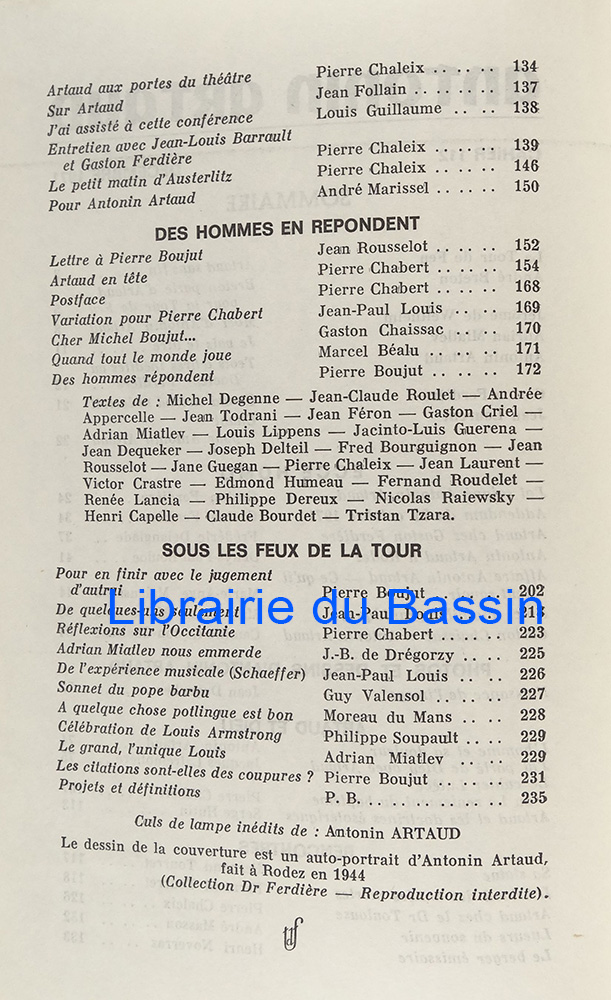 Artaud aux portes du théâtre Pierre Chaleix . . . . . . 134
Sur Artaud Jean Follain . . . . . . . . 137
J'ai assisté à cette conférence Louis Guillaume . . . . 138
Entretien avec Jean-Louis Barrault
et Gaston Ferdière Pierre Chaleix . . . . . . 139
Le petit matin d'Austerlitz Pierre Chaleix . . . . . . 146
Pour Antonin Artaud André Marissel . . . . . . 150
DES HOMMES EN REPONDENT
Lettre à Pierre Boujut Jean Rousselot . . . . . . 152
Artaud en tête Pierre Chabert . . . . . . 154
Postface Pierre Chabert . . . . . . 168
Variation pour Pierre Chabert Jean-Paul Louis . . . . 169
Cher Michel Boujut... Gaston Chaissac . . . . . 170
Quand tout le monde joue Marcel Béalu . . . . . . 171
Des hommes répondent Pierre Boujut . . . . . . 172
Textes de : Michel Degenne — Jean-Claude Roulet — Andrée
Appercelle — Jean Todrani — Jean Féron — Gaston Criel —
Adrian Miatlev — Louis Lippens — Jacinto-Luis Guerena —
Jean Dequeker — Joseph Delteil — Fred Bourguignon — Jean
Rousselot — Jane Guegan — Pierre Chaleix — Jean Laurent —
Victor Crastre — Edmond Humeau — Fernand Roudelet —
Renée Lancia — Philippe Dereux — Nicolas Raiewsky —
Henri Capelle — Claude Bourdet — Tristan Tzara.
SOUS LES FEUX DE LA TOUR
Pour en finir avec le jugement
d'autrui Pierre Boujut . . . . . . 202
De quelques-uns seulement Jean-Paul Louis . . . .
Librairie du Bassin
Réflexions sur l'Occitanie Pierre Chabert . . . . . . 223
Adrian Miatlev nous emmerde J.-B. de Drégorzy . . . . 225
De l'expérience musicale (Schaeffer) Jean-Paul Louis . . . . 226
Sonnet du pope barbu Guy Valensol . . . . . . 227
A quelque chose potlingue est bon Moreau du Mans . . . . 228
Célébration de Louis Armstrong Philippe Soupault . . . . 229
Le grand, l'unique Louis Adrian Miatlev . . . . 229
Les citations sont-elles des coupures ? Pierre Boujut . . . . . . 231
Projets et définitions P. B. . . . . . . . . . . . . 235
Culs de lampe inédits de : Antonin ARTAUD
Le dessin de la couverture est un auto-portrait d'Antonin Artaud,
fait à Rodez en 1944
(Collection Dr Ferdière — Reproduction interdite).